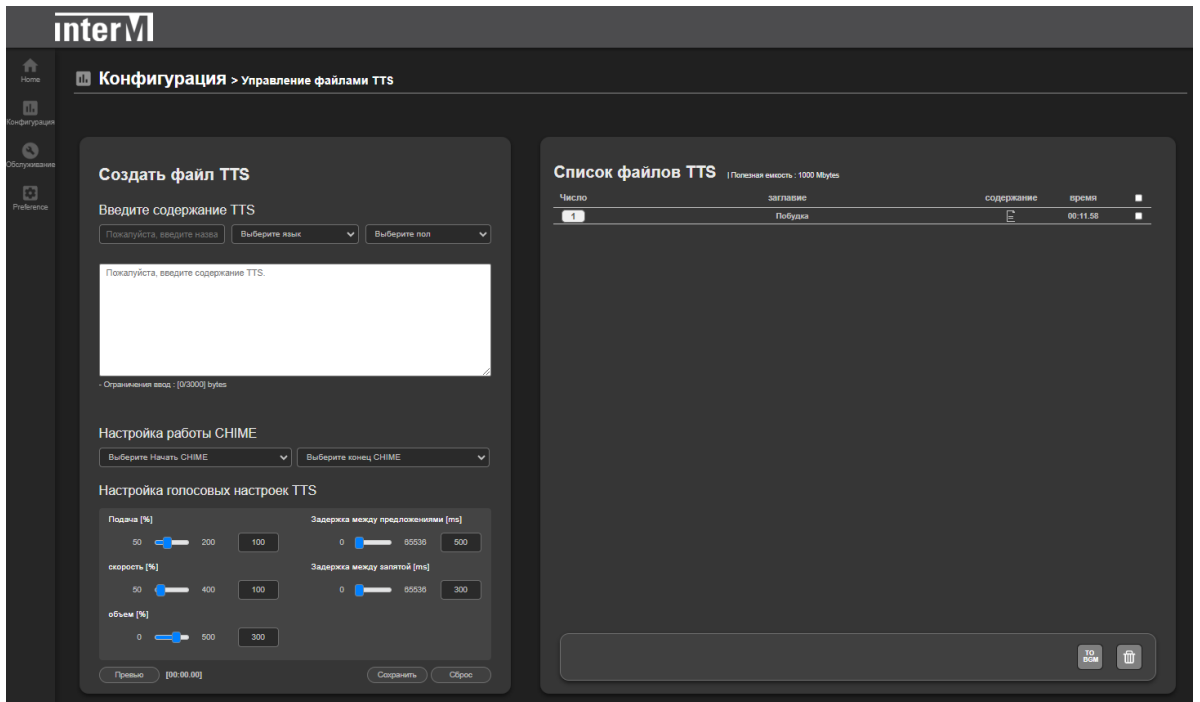 interM
Home
Конфигурация
Обслуживание
Preference
Конфигурация > Управление файлами TTS
Создать файл TTS
Введите содержание TTS
Пожалуйста, введите назва
Выберите язык
Выберите пол
Пожалуйста, введите содержание TTS.
- Ограничения ввод : [0/3000] bytes
Настройка работы CHIME
Выберите Начать CHIME
Выберите конец CHIME
Настройка голосовых настроек TTS
Подача [%]
50 200 100
Задержка между предложениями [ms]
0 65536 500
скорость [%]
50 400 100
Задержка между запятой [ms]
0 65536 300
объем [%]
0 500 300
Превью [00:00.00] Сохранить Сброс
Список файлов TTS | Полезная емкость : 1000 Mbytes
Число заглавие содержание время
1 Побудка 00:11.58
TO
BGM